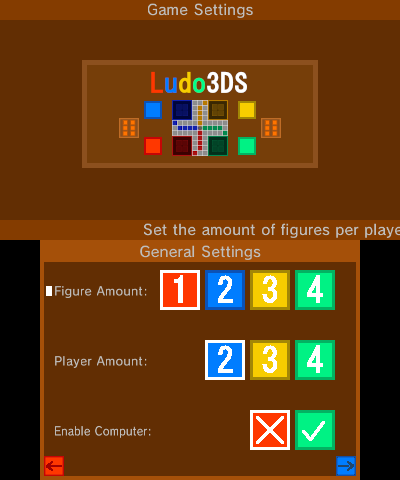 Game Settings
Ludo3DS
Set the amount of figures per playe
General Settings
Figure Amount: 1 2 3 4
Player Amount: 2 3 4
Enable Computer: